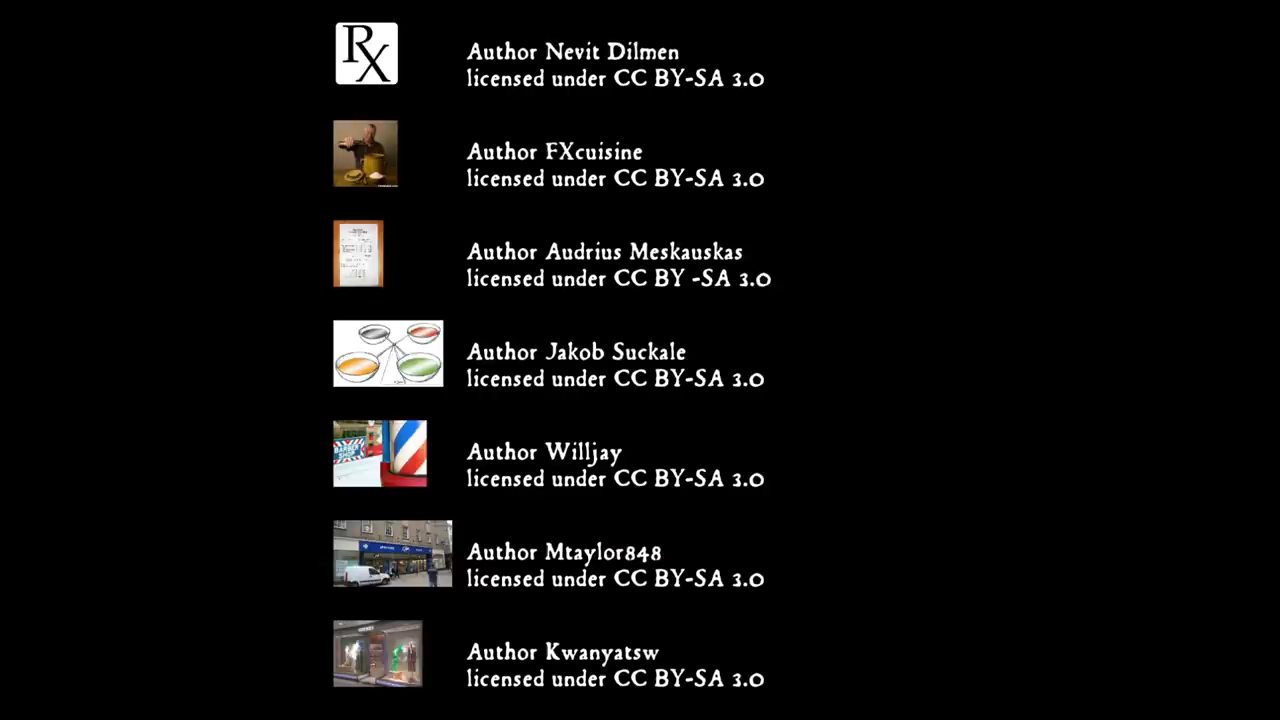 Rx
Author Nevit Dilmen
licensed under CC BY-SA 3.0
Author FXcuisine
licensed under CC BY-SA 3.0
Author Audrius Meskauskas
licensed under CC BY -SA 3.0
Author Jakob Suckale
licensed under CC BY-SA 3.0
BARBER
SHOP
Author Willjay
licensed under CC BY-SA 3.0
Author Mtaylor848
licensed under CC BY-SA 3.0
Author Kwanyatsw
licensed under CC BY-SA 3.0